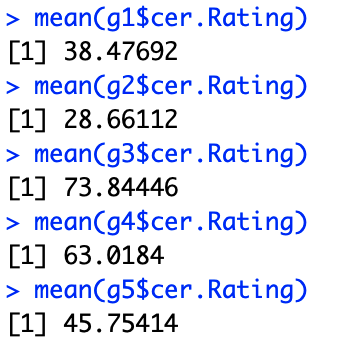 > mean(g1$cer.Rating)
[1] 38.47692
> mean(g2$cer.Rating)
[1] 28.66112
> mean(g3$cer.Rating)
[1] 73.84446
> mean(g4$cer.Rating)
[1] 63.0184
> mean(g5$cer.Rating)
[1] 45.75414